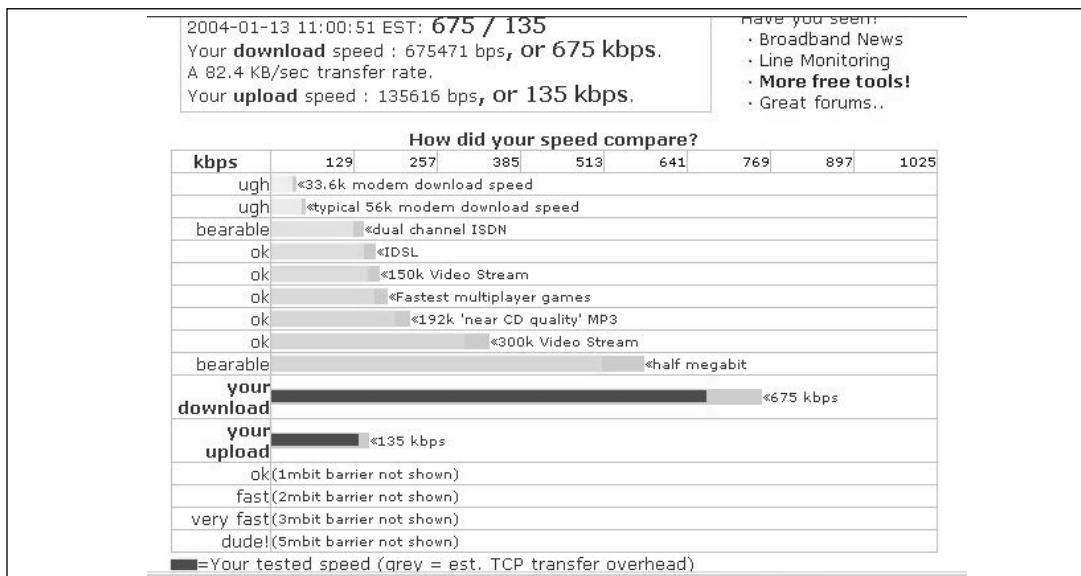 2004-01-13 11:00:51 EST: 675 / 135
Your download speed : 675471 bps, or 675 kbps.
A 82.4 KB/sec transfer rate.
Your upload speed : 135616 bps, or 135 kbps.
Have you seen?
· Broadband News
· Line Monitoring
· More free tools!
· Great forums..
How did your speed compare?
kbps 129 257 385 513 641 769 897 1025
ugh «33.6k modem download speed
ugh «typical 56k modem download speed
bearable «dual channel ISDN
ok «IDSL
ok «150k Video Stream
ok «Fastest multiplayer games
ok «192k 'near CD quality' MP3
ok «300k Video Stream
bearable «half megabit
your
download «675 kbps
your
upload «135 kbps
ok (1mbit barrier not shown)
fast (2mbit barrier not shown)
very fast (3mbit barrier not shown)
dude! (5mbit barrier not shown)
=Your tested speed (grey = est. TCP transfer overhead)